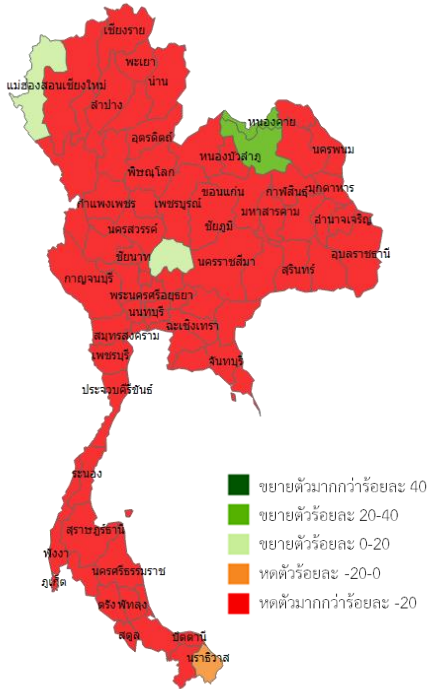 เชียงราย
พะเยา
น่าน
แม่ฮ่องสอน เชียงใหม่
ลำปาง
อุตรดิตถ์
หนองคาย
หนองบัวลำภู
นครพนม
พิษณุโลก
ขอนแก่น
กาฬสินธุ์
มุกดาหาร
กำแพงเพชร
เพชรบูรณ์
มหาสารคาม
อำนาจเจริญ
นครสวรรค์
ชัยภูมิ
ชัยนาท
นครราชสีมา
สุรินทร์
อุบลราชธานี
กาญจนบุรี
พระนครศรีอยุธยา
นนทบุรี
ฉะเชิงเทรา
สมุทรสงคราม
เพชรบุรี
จันทบุรี
ประจวบคีรีขันธ์
ระนอง
สุราษฎร์ธานี
พังงา
ภูเก็ต
นครศรีธรรมราช
ตรัง พัทลุง
สตูล
ปัตตานี
นราธิวาส
ขยายตัวมากกว่าร้อยละ 40
ขยายตัวร้อยละ 20-40
ขยายตัวร้อยละ 0-20
หดตัวร้อยละ -20-0
หดตัวมากกว่าร้อยละ -20